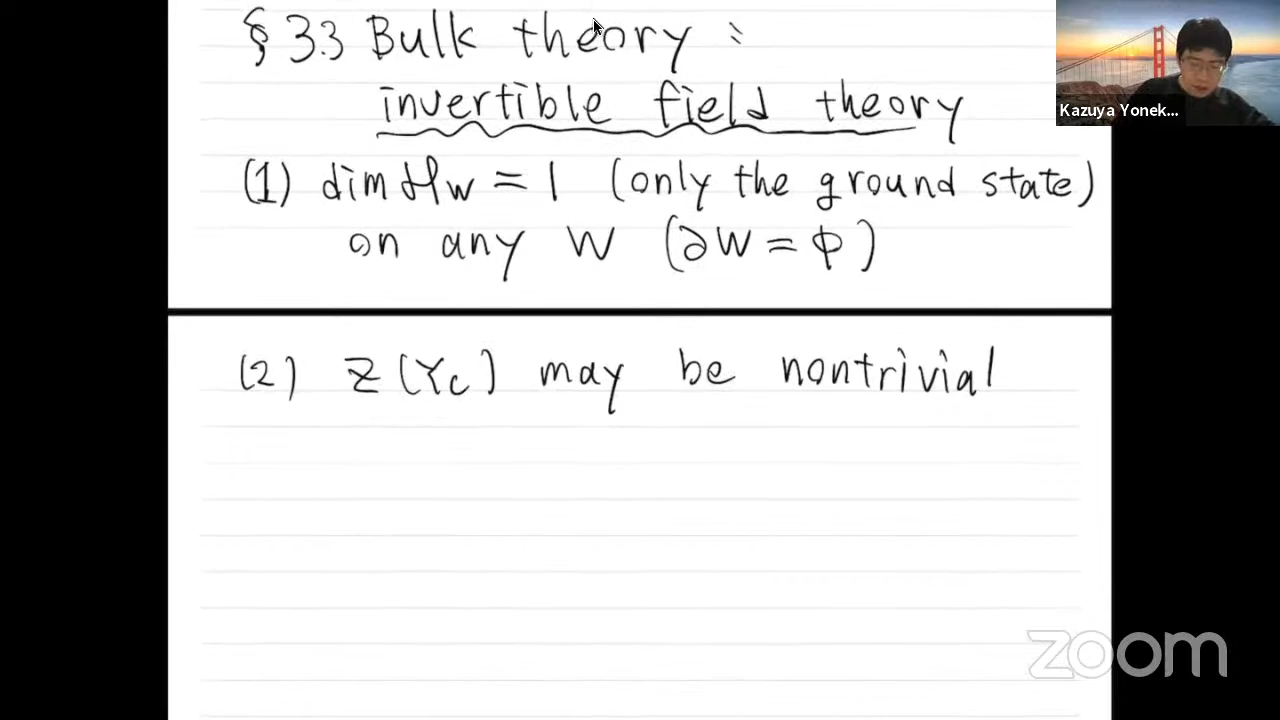 § 3.3 Bulk theory :
invertible field theory
(1) dim ℋ_W = 1 (only the ground state)
on any W (∂W = ϕ)
(2) Z(Y_c) may be nontrivial
Kazuya Yonek...
zoom